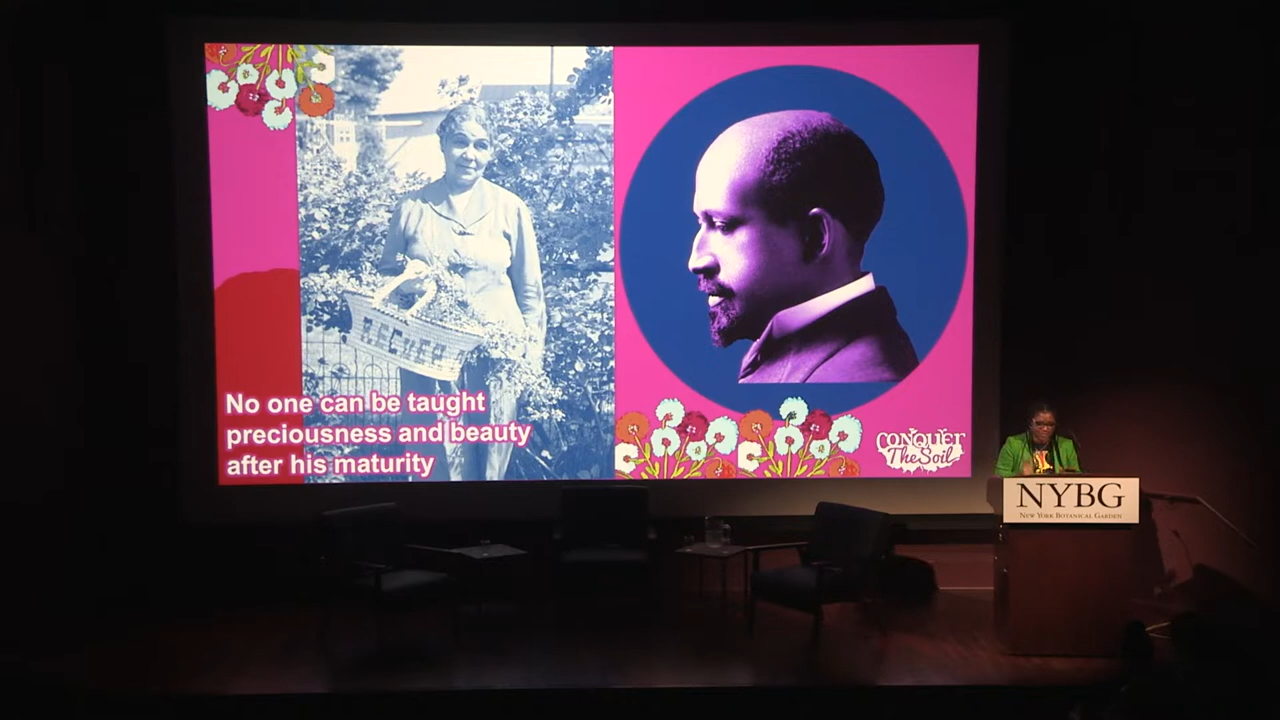 No one can be taught
preciousness and beauty
after his maturity
CONQUER
The Soil
NYBG
NEW YORK BOTANICAL GARDEN